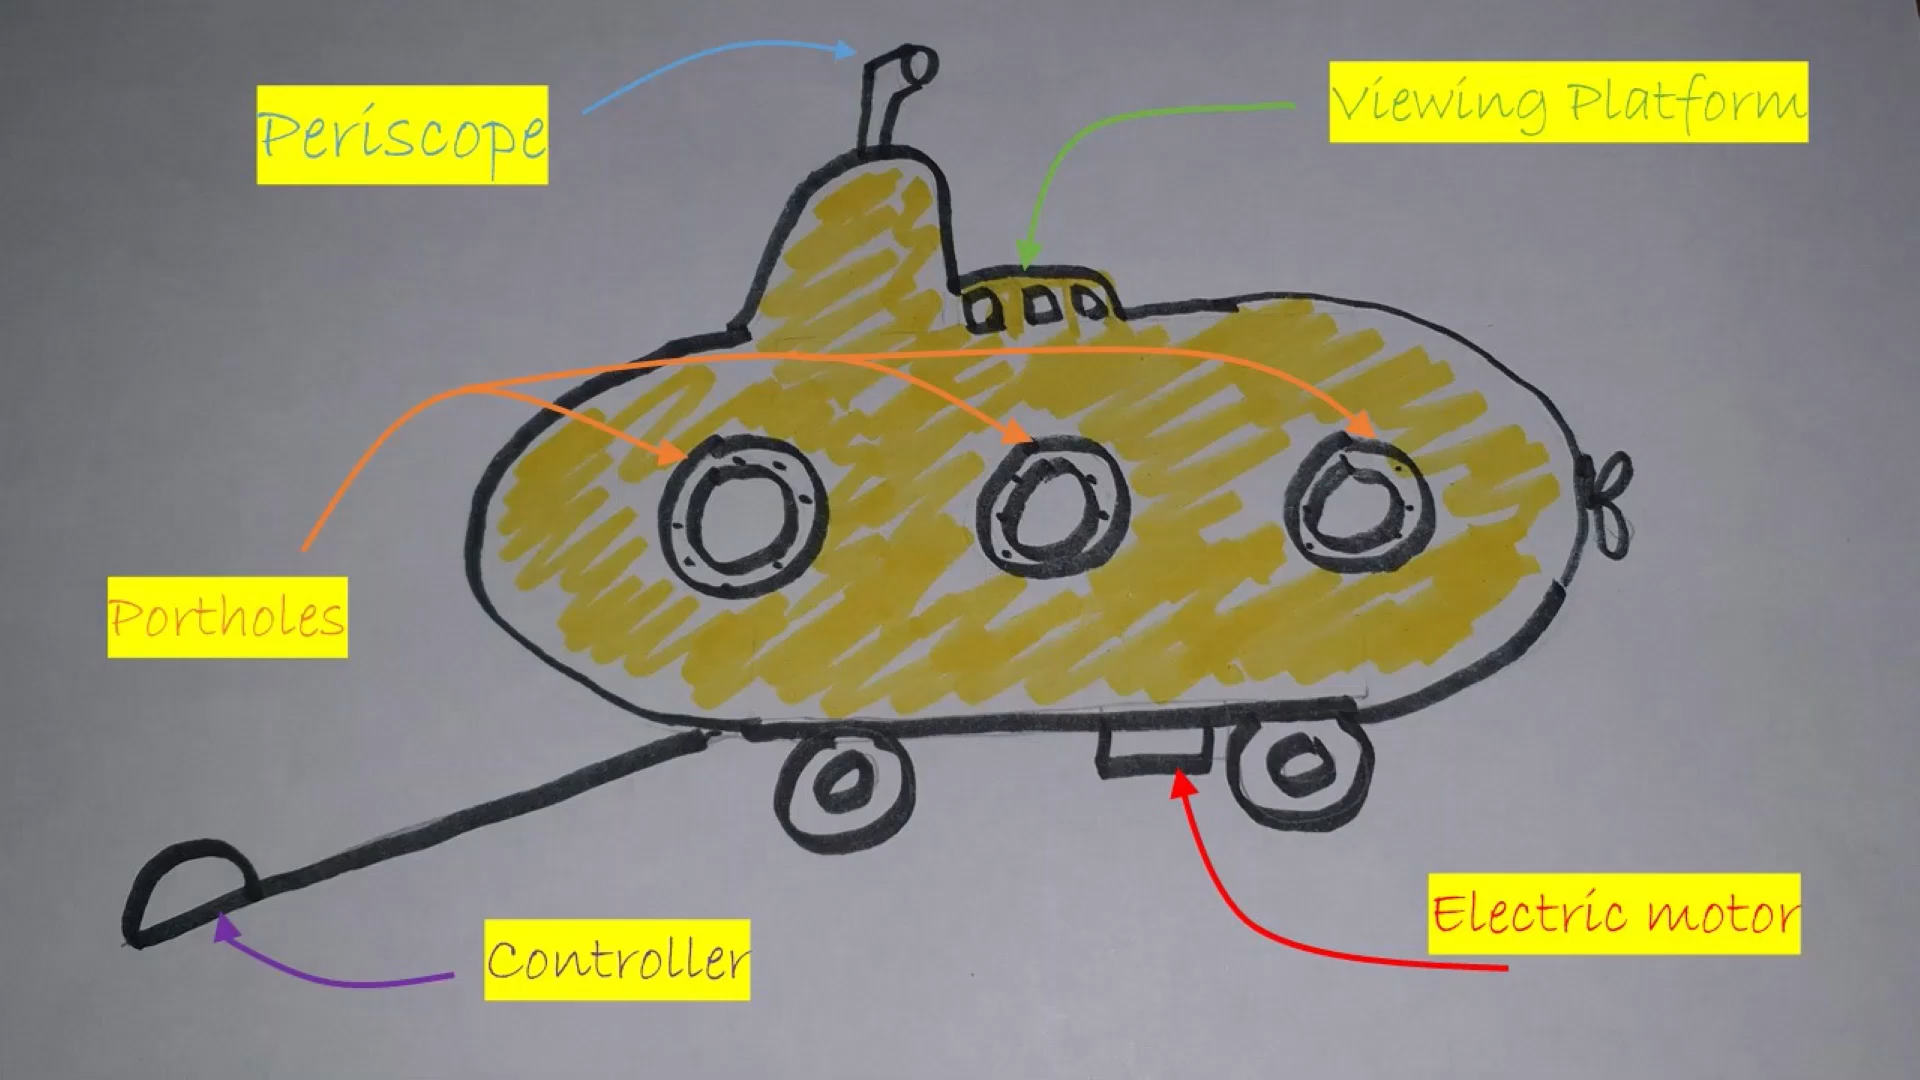 Periscope
Viewing Platform
Portholes
Controller
Electric motor